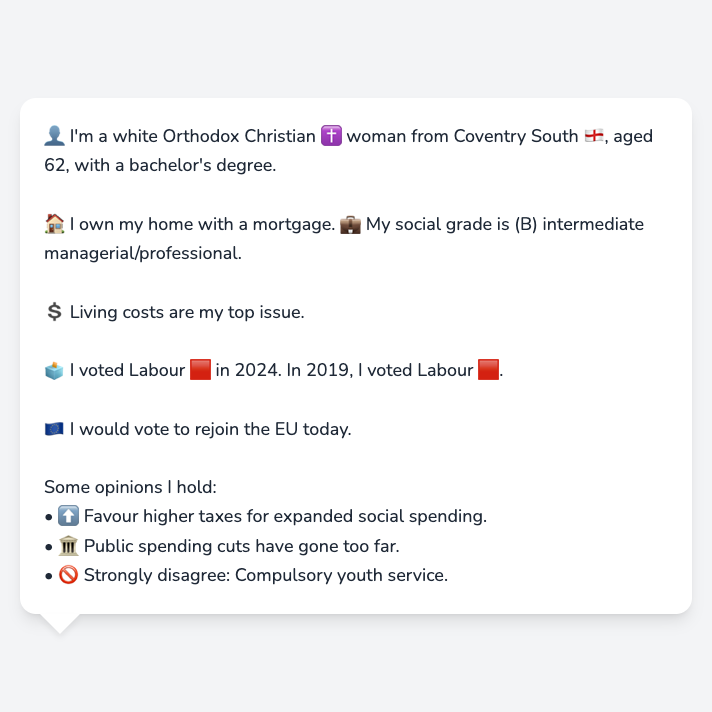 👤 I'm a white Orthodox Christian ✝️ woman from Coventry South 🏴󠁧󠁢󠁥󠁮󠁧󠁿, aged
62, with a bachelor's degree.
🏠 I own my home with a mortgage. 💼 My social grade is (B) intermediate
managerial/professional.
💲 Living costs are my top issue.
🗳️ I voted Labour 🟥 in 2024. In 2019, I voted Labour 🟥.
🇪🇺 I would vote to rejoin the EU today.
Some opinions I hold:
• ⬆️ Favour higher taxes for expanded social spending.
• 🏛️ Public spending cuts have gone too far.
• 🚫 Strongly disagree: Compulsory youth service.